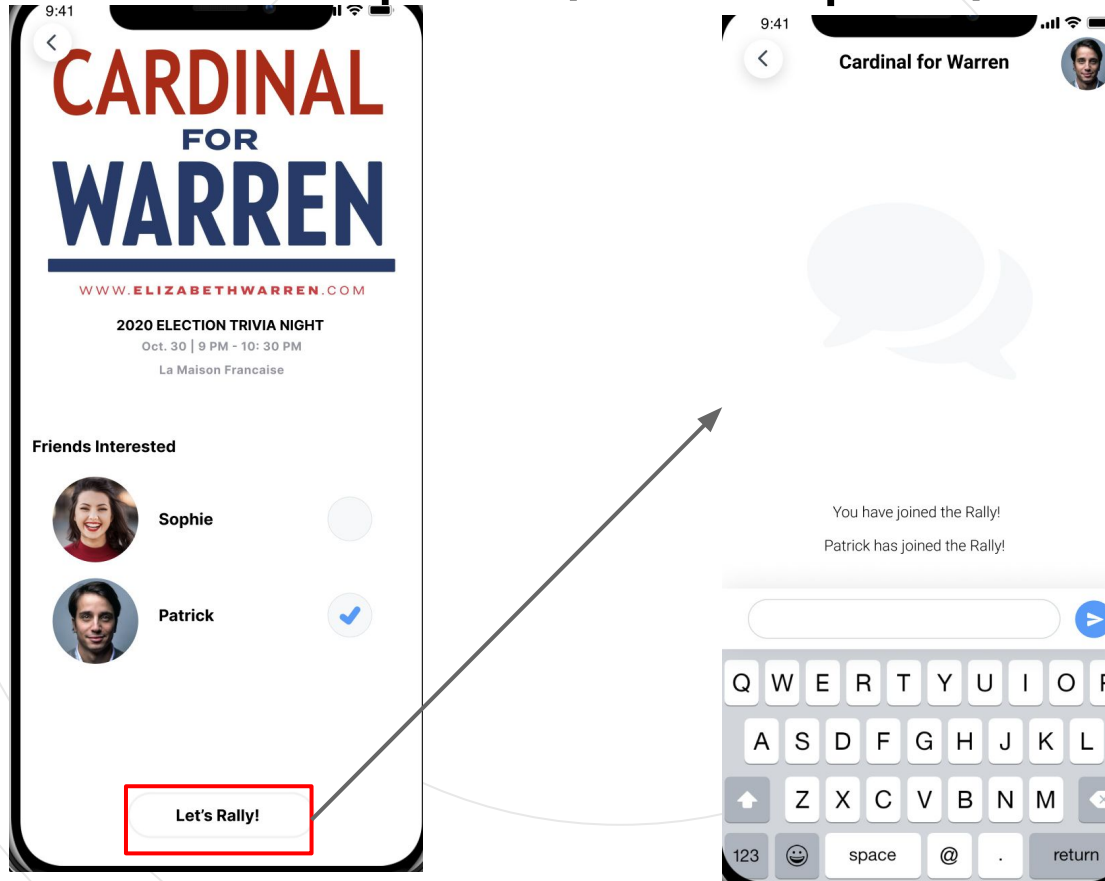 9:41
CARDINAL
FOR
WARREN
WWW.ELIZABETHWARREN.COM
2020 ELECTION TRIVIA NIGHT
Oct. 30 | 9 PM - 10: 30 PM
La Maison Francaise
Friends Interested
Sophie
Patrick
Let's Rally!
9:41
Cardinal for Warren
You have joined the Rally!
Patrick has joined the Rally!
Q W E R T Y U I O P
A S D F G H J K L
Z X C V B N M
123 space @ . return